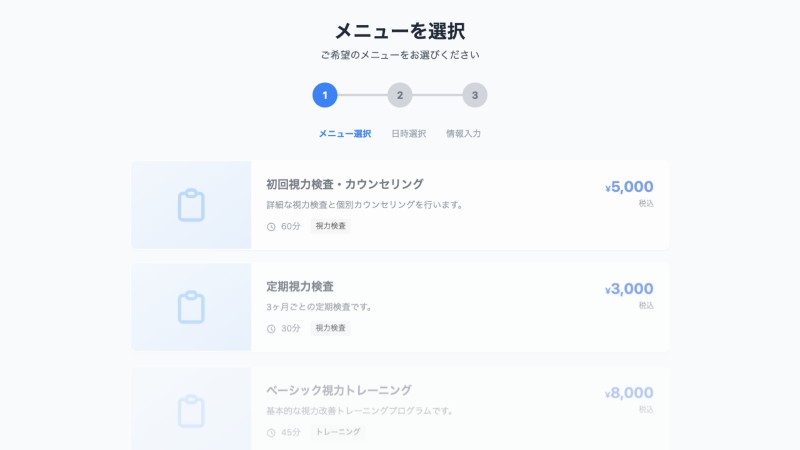 メニューを選択
ご希望のメニューをお選びください
1 2 3
メニュー選択 日時選択 情報入力
初回視力検査・カウンセリング ¥5,000
詳細な視力検査と個別カウンセリングを行います。 税込
60分 視力検査
定期視力検査 ¥3,000
3ヶ月ごとの定期検査です。 税込
30分 視力検査
ベーシック視力トレーニング ¥8,000
基本的な視力改善トレーニングプログラムです。 税込
45分 トレーニング